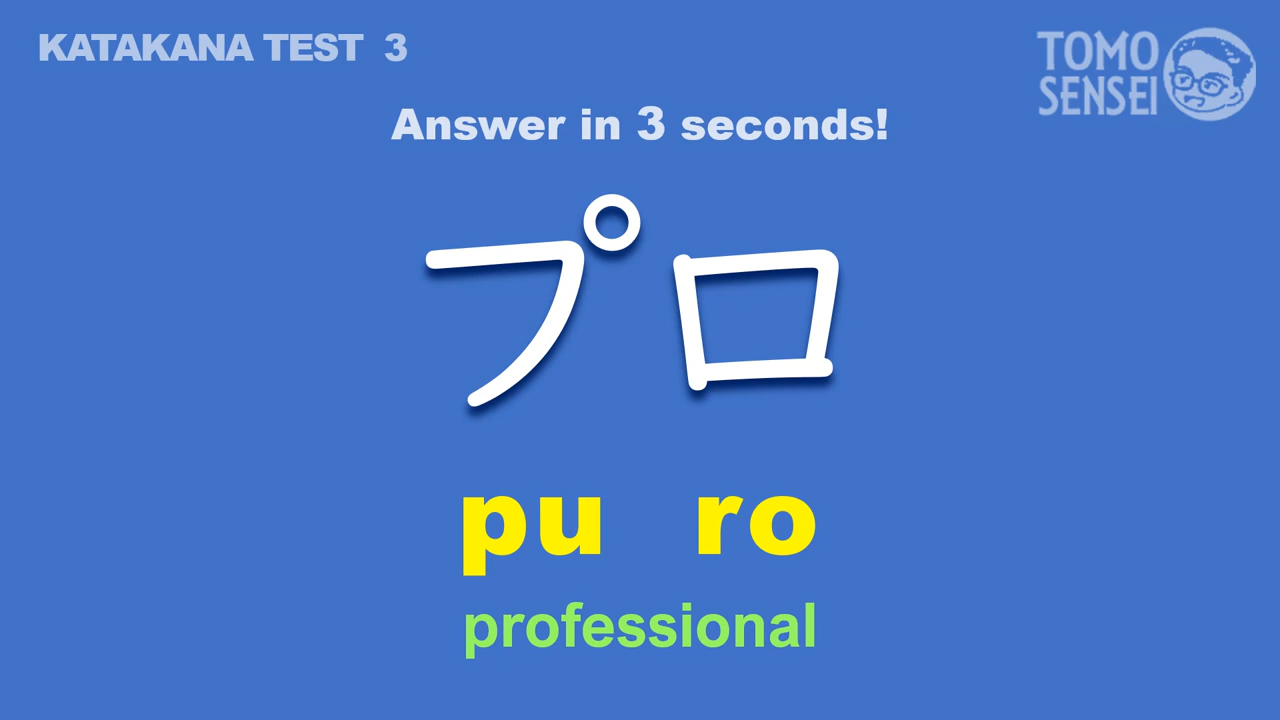 KATAKANA TEST 3
TOMO
SENSEI
Answer in 3 seconds!
プロ
pu ro
professional